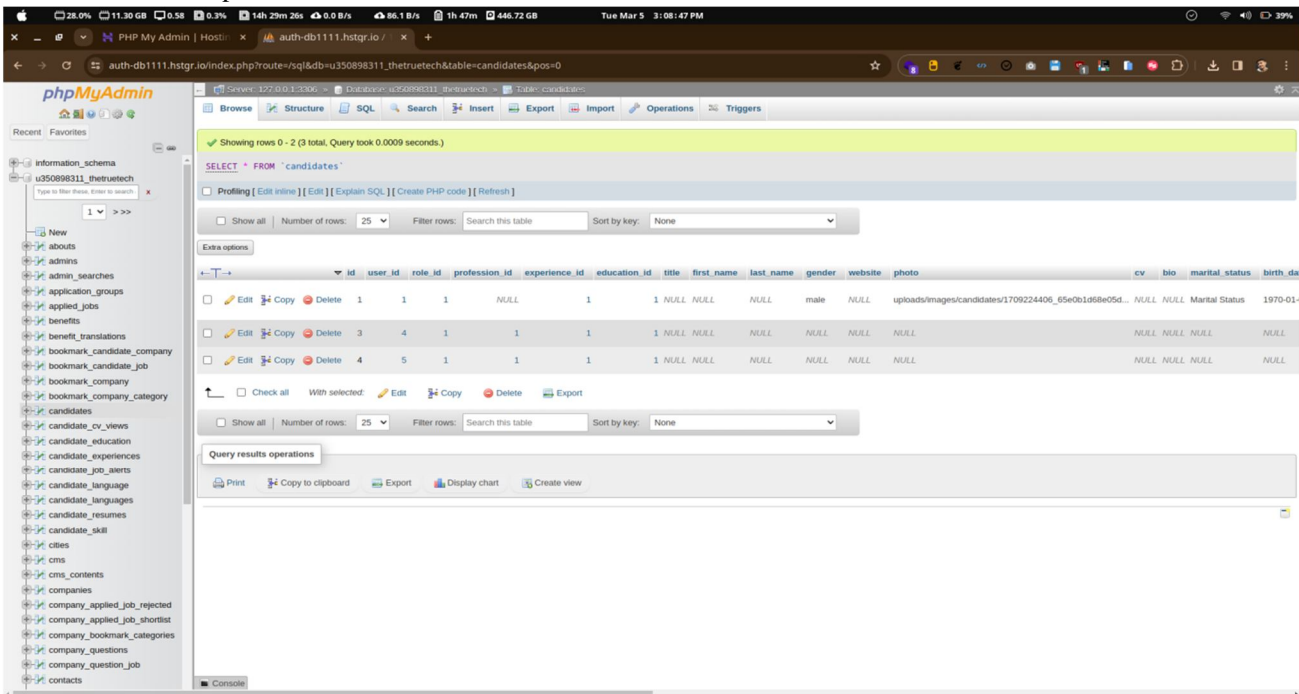 28.0% 11.30 GB 0.58 0.3% 14h 29m 26s 0.0 B/s 86.1 B/s 1h 47m 446.72 GB Tue Mar 5 3:08:47 PM 39%
PHP My Admin | Hostin × auth-db1111.hstgr.io / × +
auth-db1111.hstgr.io/index.php?route=/sql&db=u350898311_thetruetech&table=candidates&pos=0
phpMyAdmin
Recent Favorites
information_schema
u350898311_thetruetech
Type to filter these, Enter to search X
1 > >>
New
abouts
admins
admin_searches
application_groups
applied_jobs
benefits
benefit_translations
bookmark_candidate_company
bookmark_candidate_job
bookmark_company
bookmark_company_category
candidates
candidate_cv_views
candidate_education
candidate_experiences
candidate_job_alerts
candidate_language
candidate_languages
candidate_resumes
candidate_skill
cities
cms
cms_contents
companies
company_applied_job_rejected
company_applied_job_shortlist
company_bookmark_categories
company_questions
company_question_job
contacts
Server: 127.0.0.1:3306 » Database: u350898311_thetruetech » Table: candidates
Browse Structure SQL Search Insert Export Import Operations Triggers
Showing rows 0 - 2 (3 total, Query took 0.0009 seconds.)
SELECT * FROM `candidates`
Profiling [ Edit inline ] [ Edit ] [ Explain SQL ] [ Create PHP code ] [ Refresh ]
Show all | Number of rows: 25 Filter rows: Search this table Sort by key: None
Extra options
←T→ id user_id role_id profession_id experience_id education_id title first_name last_name gender website photo cv bio marital_status birth_da
Edit Copy Delete 1 1 1 NULL 1 1 NULL NULL NULL male NULL uploads/images/candidates/1709224406_65e0b1d68e05d... NULL NULL Marital Status 1970-01-
Edit Copy Delete 3 4 1 1 1 1 NULL NULL NULL NULL NULL NULL NULL NULL NULL NULL
Edit Copy Delete 4 5 1 1 1 1 NULL NULL NULL NULL NULL NULL NULL NULL NULL NULL
Check all With selected: Edit Copy Delete Export
Show all | Number of rows: 25 Filter rows: Search this table Sort by key: None
Query results operations
Print Copy to clipboard Export Display chart Create view
Console